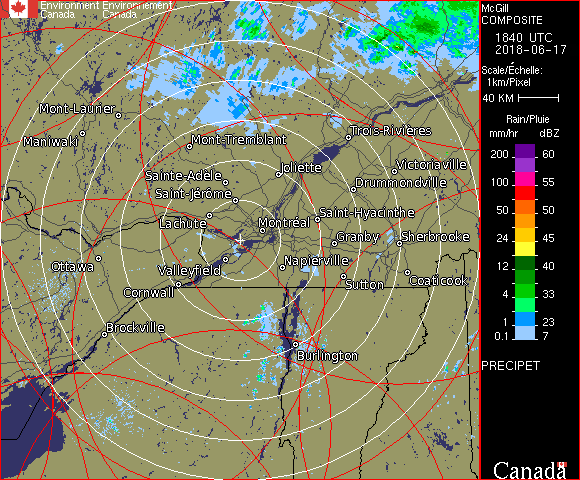 Environment Environnement
Canada Canada
McGill
COMPOSITE
1840 UTC
2018-06-17
Scale/Échelle:
1km/Pixel
40 KM
Rain/Pluie
mm/hr dBZ
200 60
155
100 55
50 50
24 45
12 40
4 33
1 23
0.1 7
PRECIPET
Canada
Mont-Laurier
Maniwaki
Mont-Tremblant
Trois-Rivières
Sainte-Adèle
Joliette
Victoriaville
Saint-Jérôme
Drummondville
Lachute
Saint-Hyacinthe
Montréal
Granby
Sherbrooke
Ottawa
Valleyfield
Napierville
Cornwall
Sutton
Coaticook
Brockville
Burlington